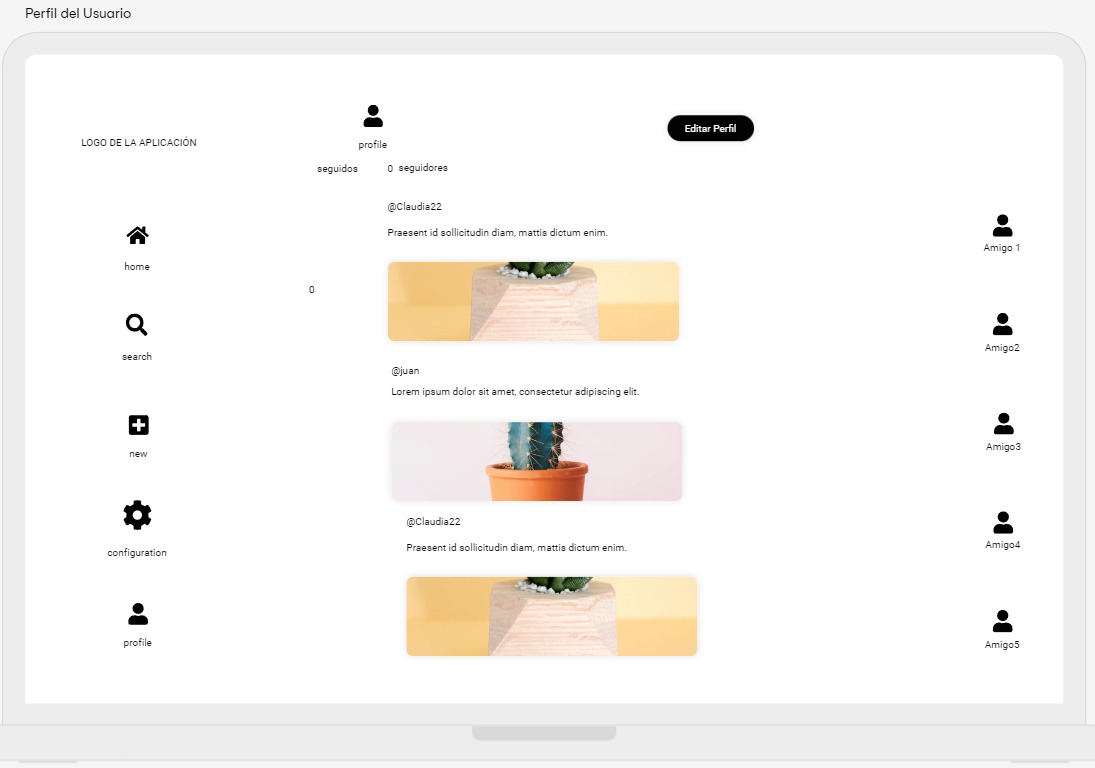 Perfil del Usuario
LOGO DE LA APLICACIÓN
profile
Editar Perfil
seguidos
0 seguidores
home
search
new
configuration
profile
0
@Claudia22
Praesent id sollicitudin diam, mattis dictum enim.
@juan
Lorem ipsum dolor sit amet, consectetur adipiscing elit.
@Claudia22
Praesent id sollicitudin diam, mattis dictum enim.
Amigo 1
Amigo2
Amigo3
Amigo4
Amigo5